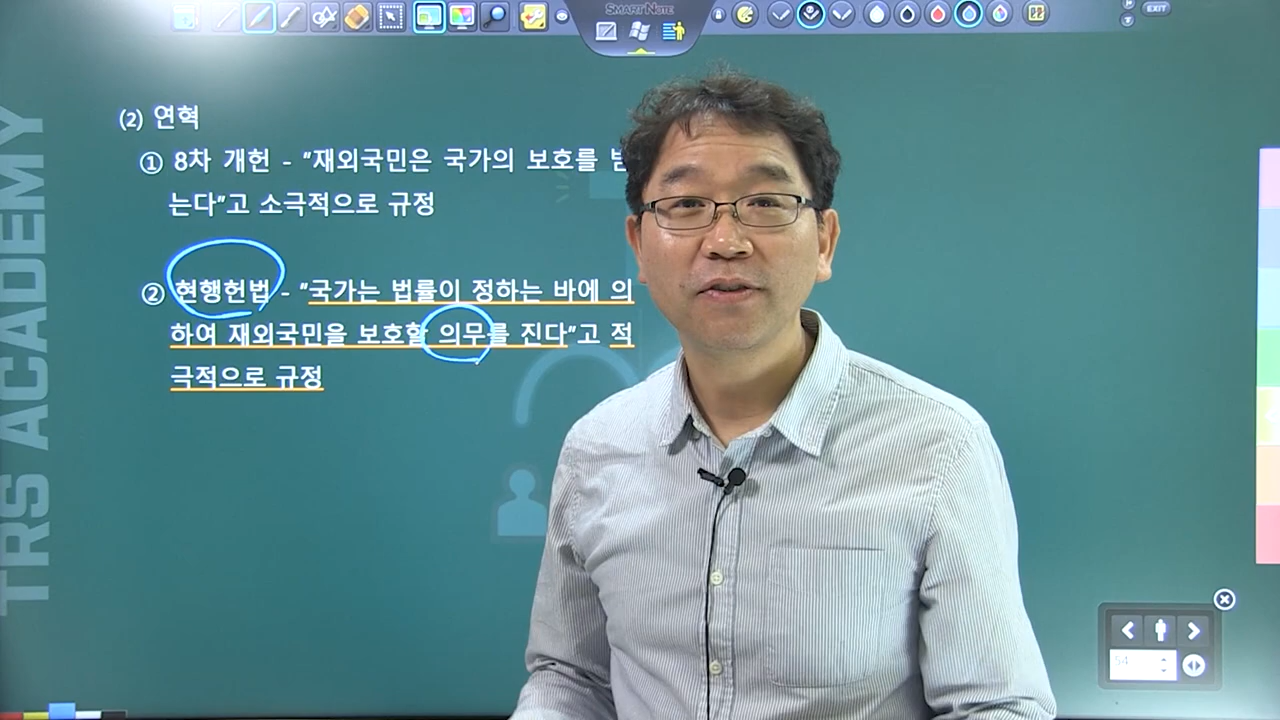 SMARTNOTE
EXIT
(2) 연혁
① 8차 개헌 - "재외국민은 국가의 보호를
는다"고 소극적으로 규정
② 현행헌법 - "국가는 법률이 정하는 바에 의
하여 재외국민을 보호할 의무를 진다"고 적
극적으로 규정
TRS ACADEMY
54